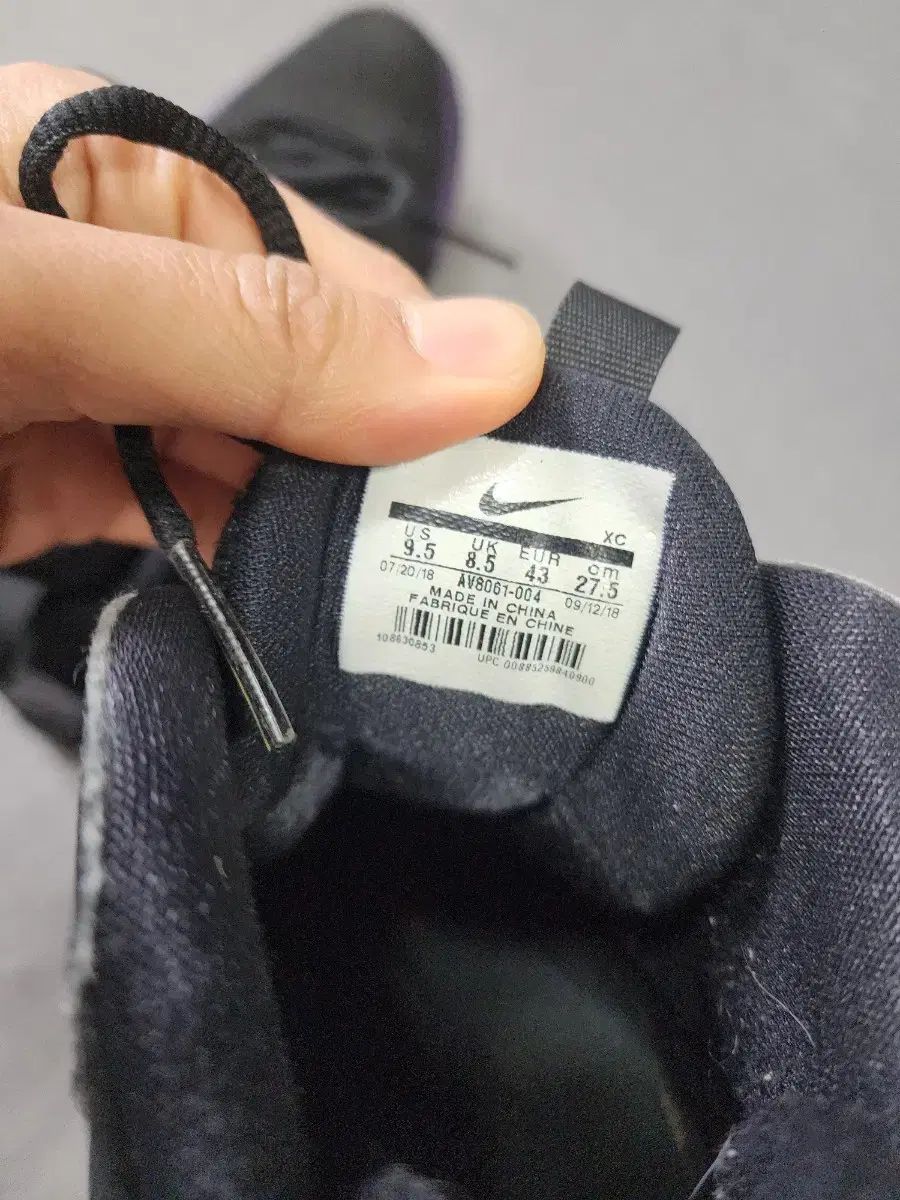 XC
US UK EUR cm
9.5 8.5 43 27.5
07/20/18 AV8061-004 09/12/18
MADE IN CHINA
FABRIQUE EN CHINE
108630853
UPC 00885259840900